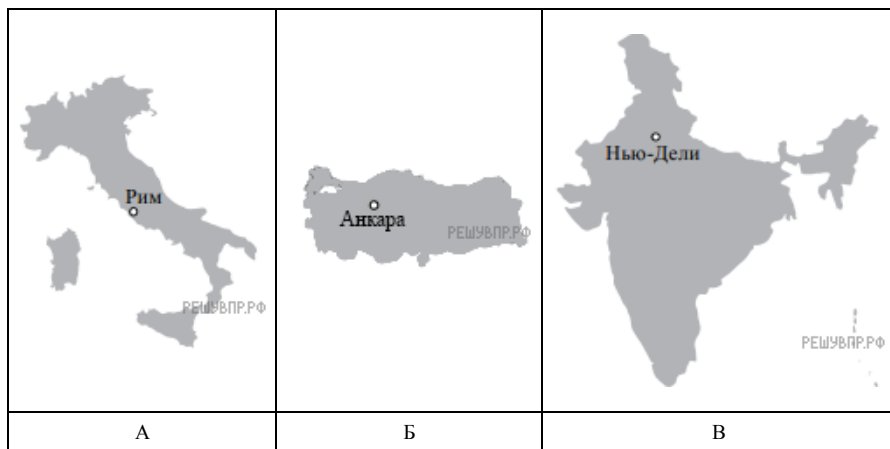 Рим
РЕШУВПР.РФ
Анкара
РЕШУВПР.РФ
Нью-Дели
РЕШУВПР.РФ
А
Б
В